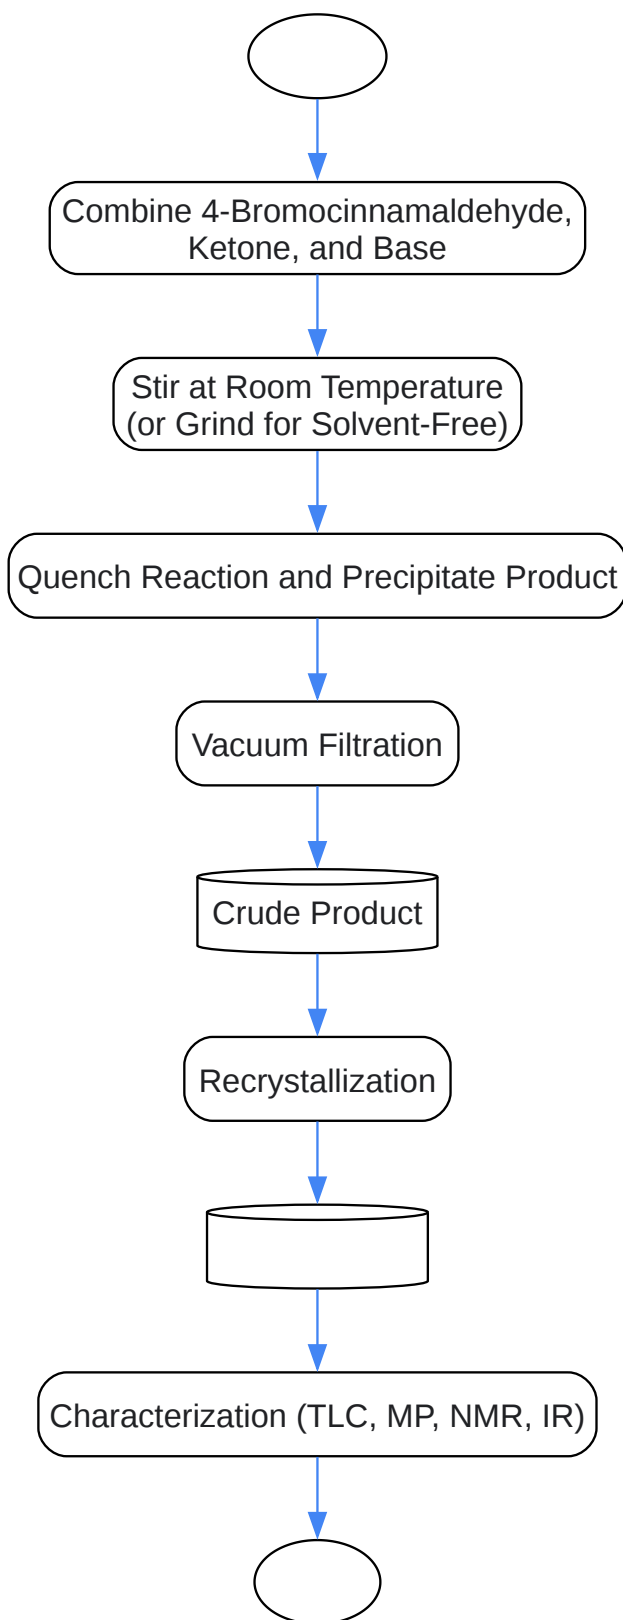 Combine 4-Bromocinnamaldehyde,
Ketone, and Base
Stir at Room Temperature
(or Grind for Solvent-Free)
Quench Reaction and Precipitate Product
Vacuum Filtration
Crude Product
Recrystallization
Characterization (TLC, MP, NMR, IR)